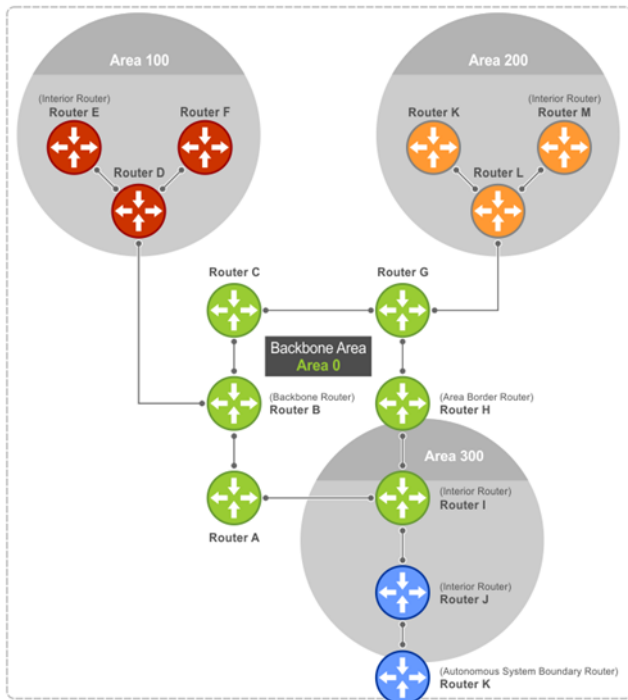 Area 100
Area 200
(Interior Router)
Router E
Router F
Router K
(Interior Router)
Router M
Router D
Router L
Router C
Router G
Backbone Area
Area 0
(Backbone Router)
Router B
(Area Border Router)
Router H
Area 300
(Interior Router)
Router I
Router A
(Interior Router)
Router J
(Autonomous System Boundary Router)
Router K